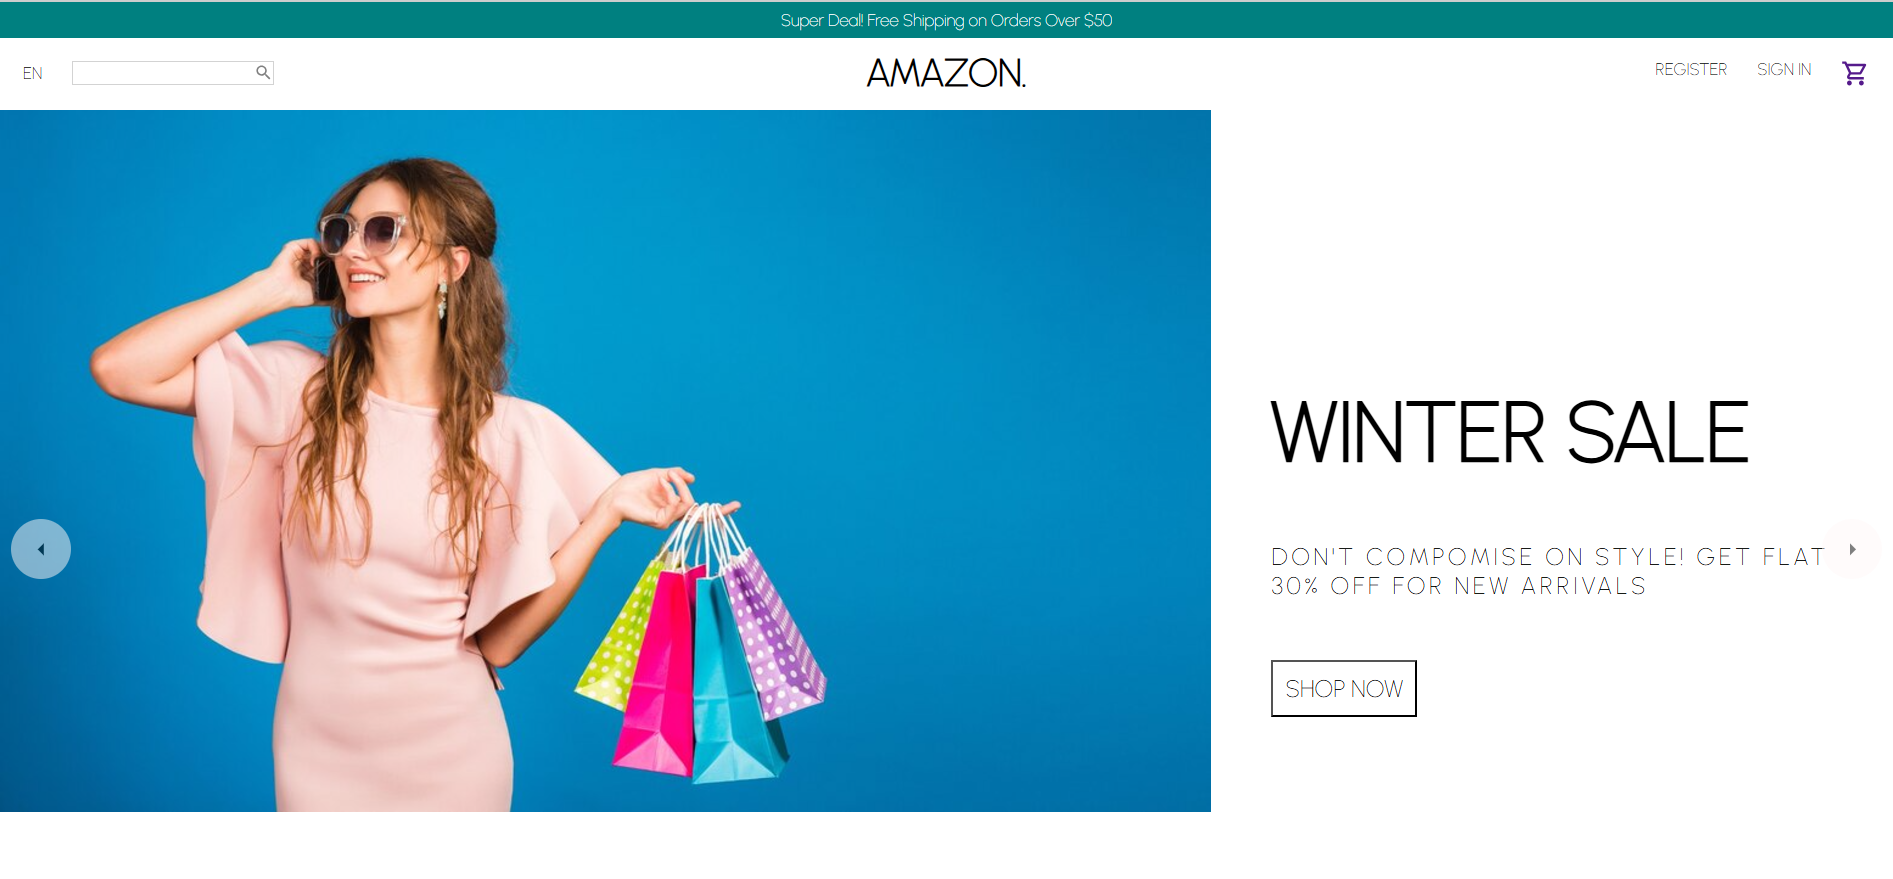 Super Deal! Free Shipping on Orders Over $50
EN
AMAZON.
REGISTER
SIGN IN
WINTER SALE
DON'T COMPOMISE ON STYLE! GET FLAT
30% OFF FOR NEW ARRIVALS
SHOP NOW